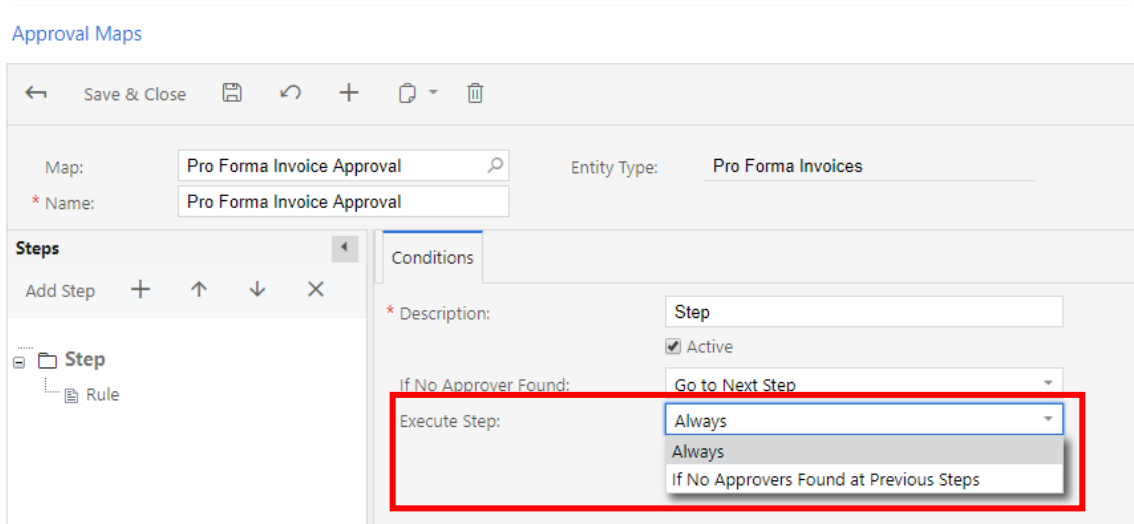 Approval Maps
Save & Close
Map: Pro Forma Invoice Approval Entity Type: Pro Forma Invoices
* Name: Pro Forma Invoice Approval
Steps
Conditions
Add Step
* Description: Step
Active
Step
If No Approver Found: Go to Next Step
Rule
Execute Step: Always
Always
If No Approvers Found at Previous Steps